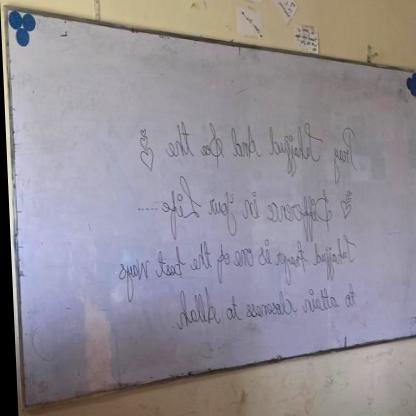 Pray Tahajjud And See the
Difference in Your Life .....
Tahajjud Prayer is one of the best ways
to attain closeness to Allah.